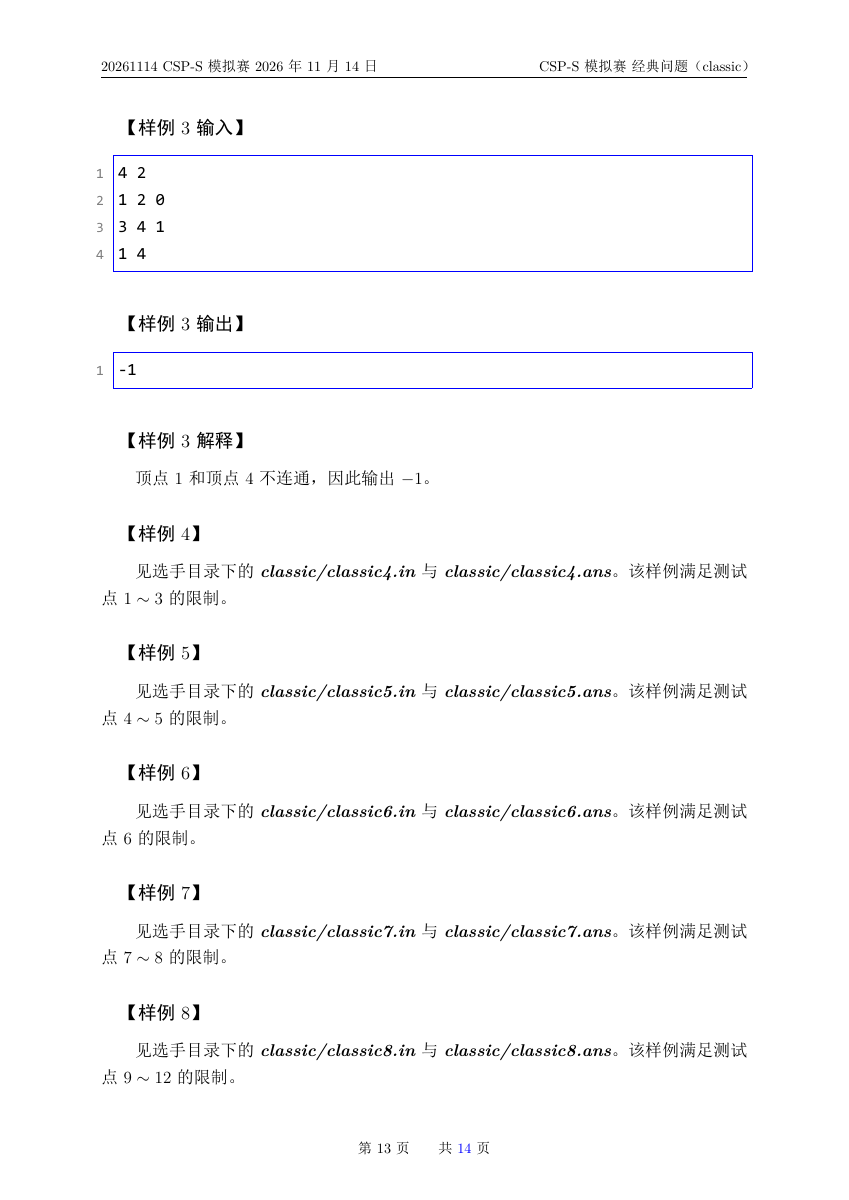 20261114 CSP-S 模拟赛 2026 年 11 月 14 日 CSP-S 模拟赛 经典问题（classic）
【样例 3 输入】
1 4 2
2 1 2 0
3 3 4 1
4 1 4
【样例 3 输出】
1 -1
【样例 3 解释】
顶点 1 和顶点 4 不连通，因此输出 −1。
【样例 4】
见选手目录下的 classic/classic4.in 与 classic/classic4.ans。该样例满足测试
点 1 ∼ 3 的限制。
【样例 5】
见选手目录下的 classic/classic5.in 与 classic/classic5.ans。该样例满足测试
点 4 ∼ 5 的限制。
【样例 6】
见选手目录下的 classic/classic6.in 与 classic/classic6.ans。该样例满足测试
点 6 的限制。
【样例 7】
见选手目录下的 classic/classic7.in 与 classic/classic7.ans。该样例满足测试
点 7 ∼ 8 的限制。
【样例 8】
见选手目录下的 classic/classic8.in 与 classic/classic8.ans。该样例满足测试
点 9 ∼ 12 的限制。
第 13 页 共 14 页